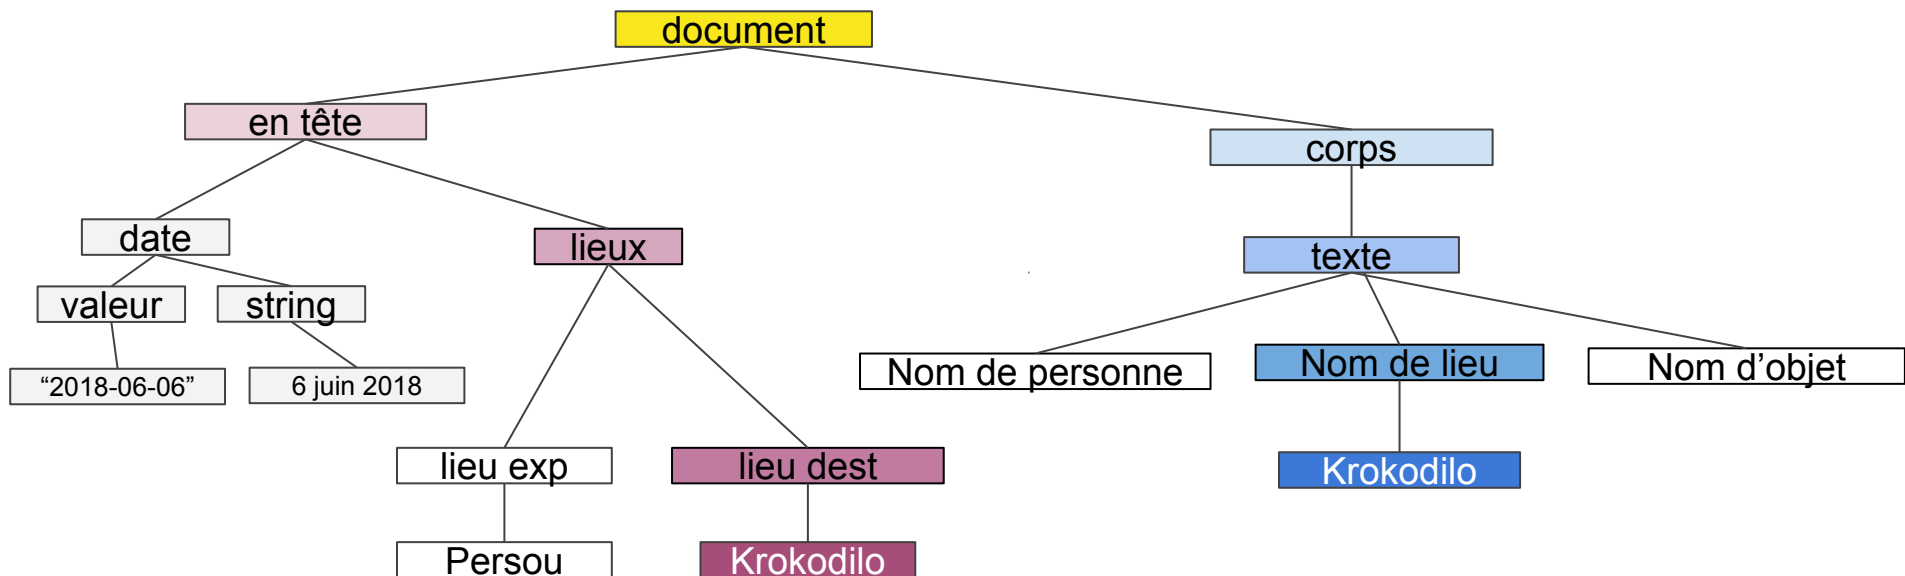 document
en tête
corps
date
lieux
texte
valeur
string
Nom de personne
Nom de lieu
Nom d’objet
“2018-06-06”
6 juin 2018
lieu exp
lieu dest
Krokodilo
Persou
Krokodilo